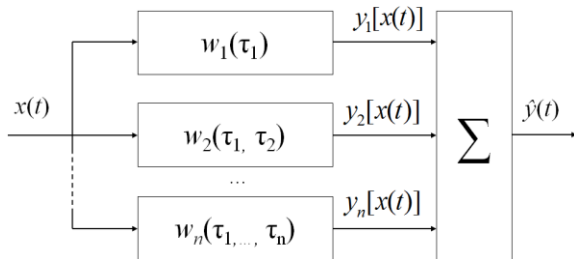 w₁(τ₁)
y₁[x(t)]
x(t)
w₂(τ₁, τ₂)
y₂[x(t)]
∑
ŷ(t)
...
wₙ(τ₁,..., τₙ)
yₙ[x(t)]